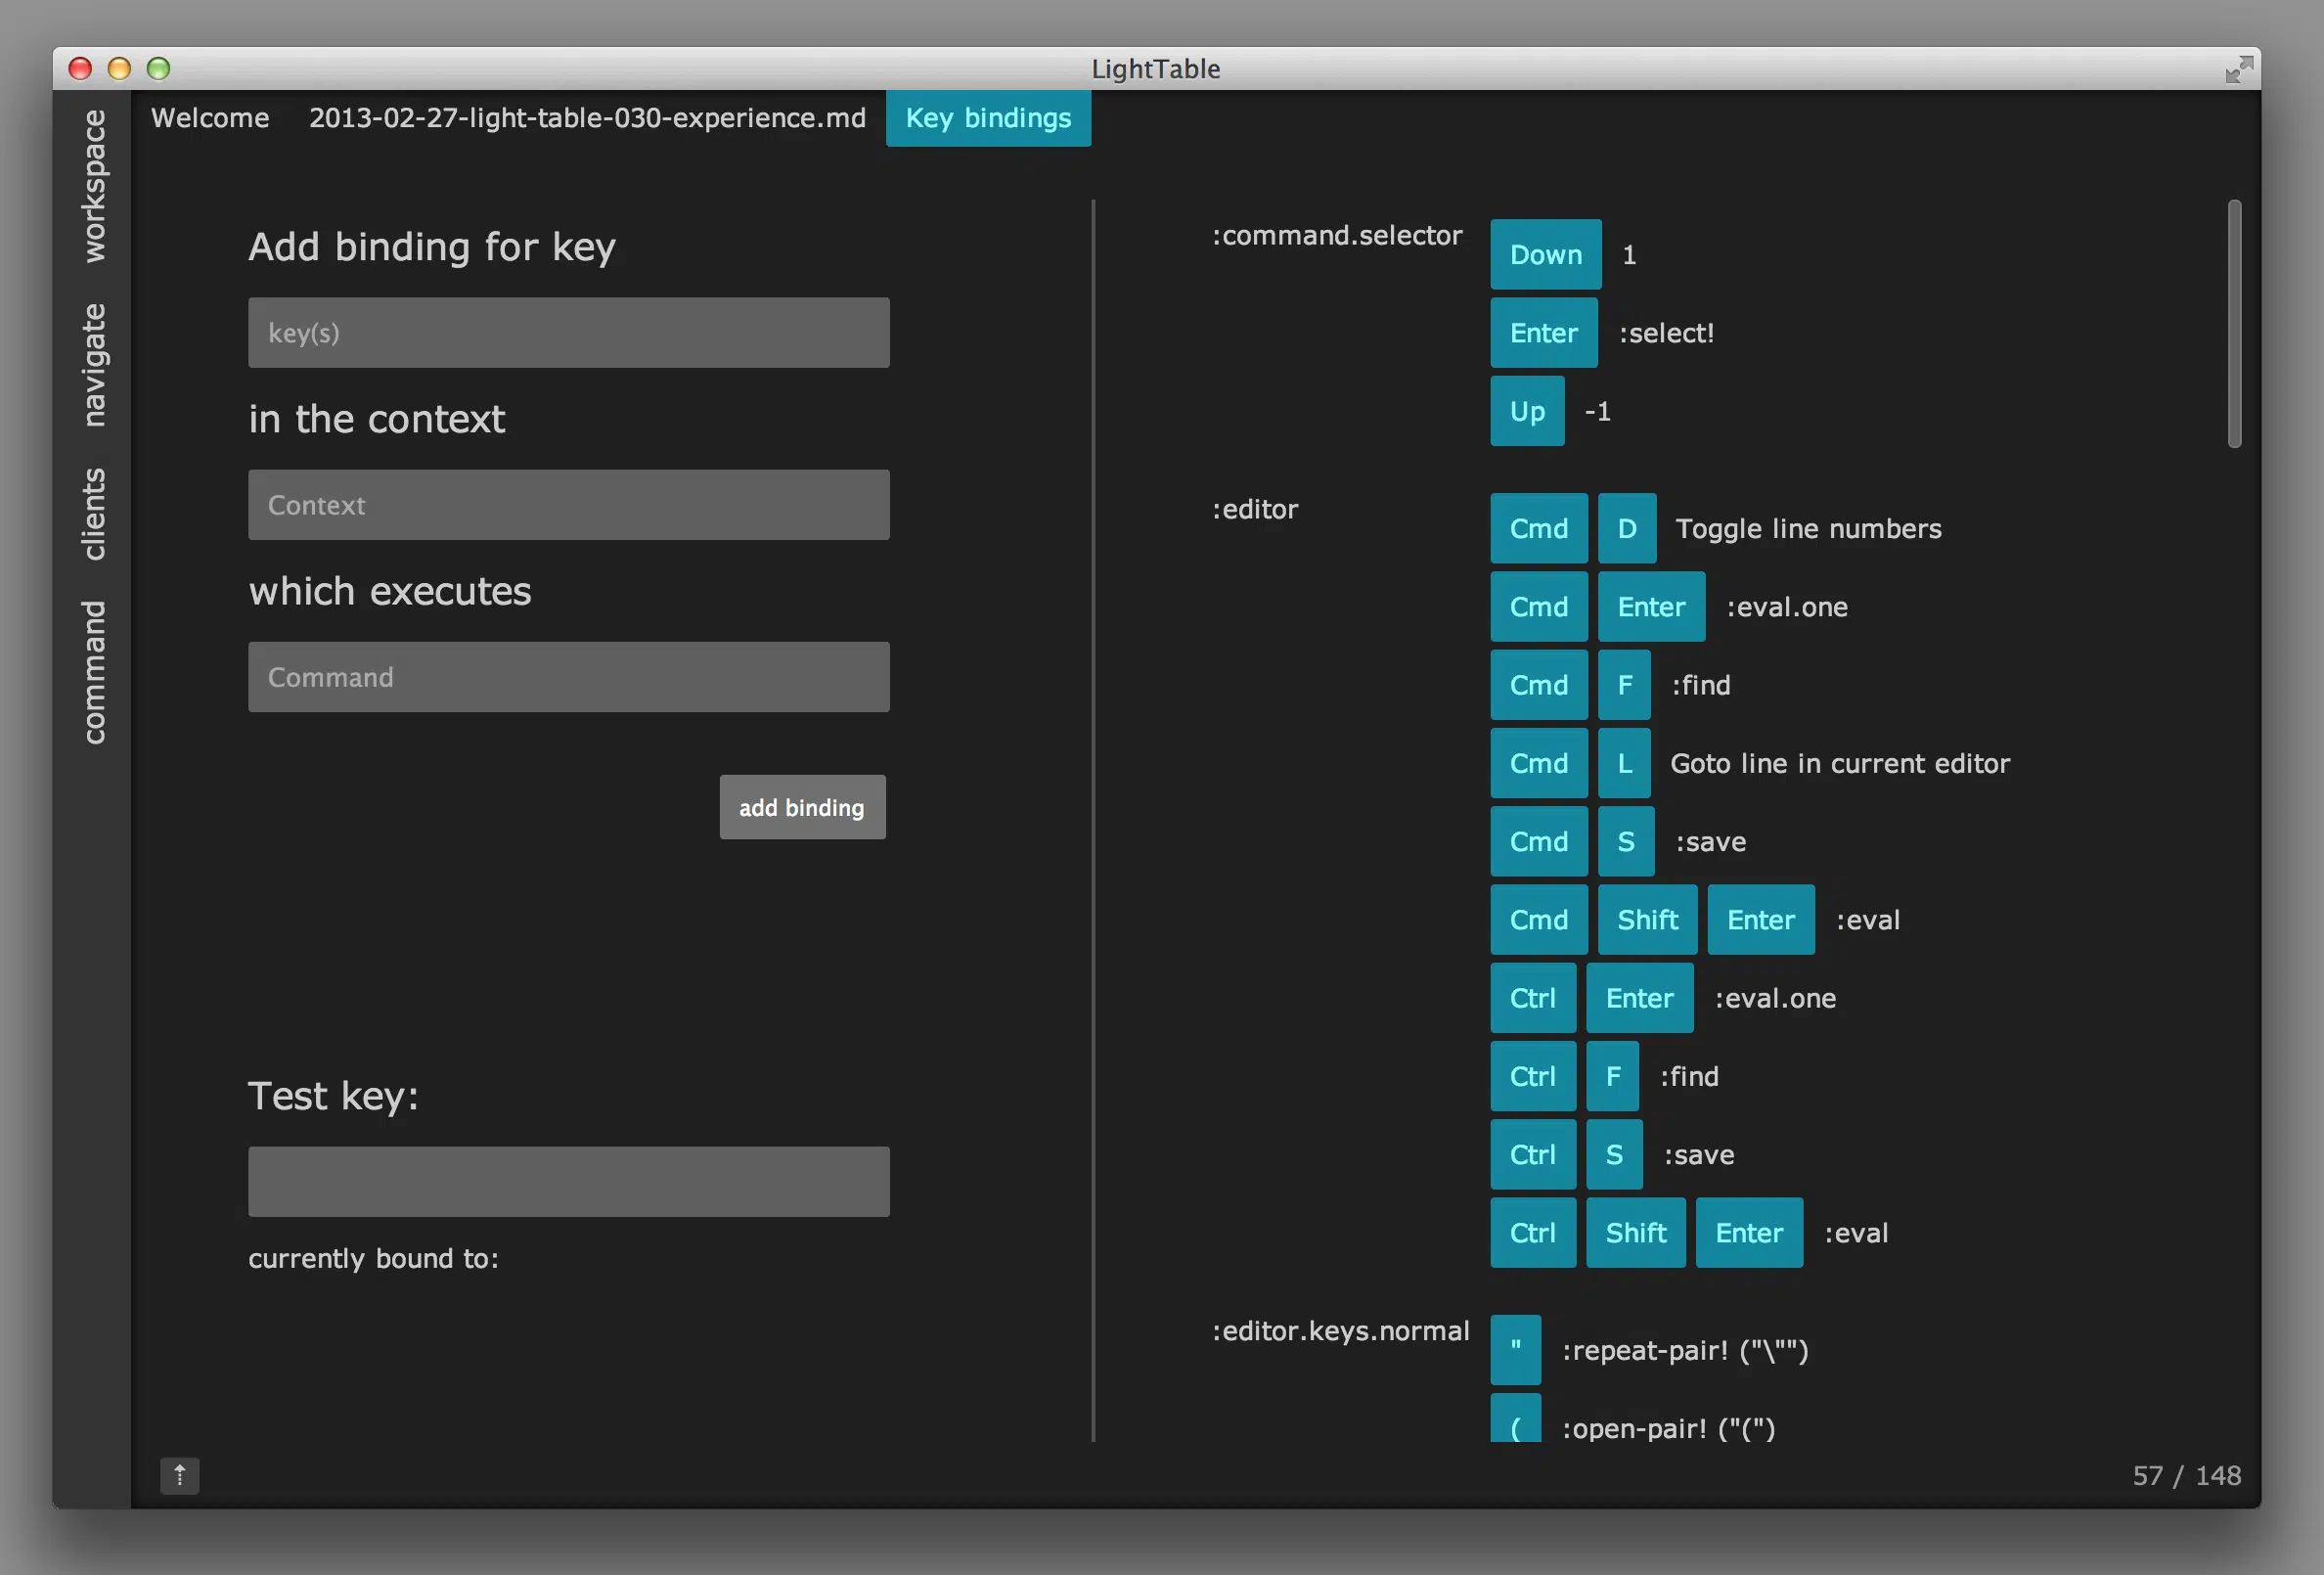 LightTable
workspace
navigate
clients
command
Welcome 2013-02-27-light-table-030-experience.md Key bindings
Add binding for key
key(s)
in the context
Context
which executes
Command
add binding
Test key:
currently bound to:
:command.selector Down 1
Enter :select!
Up -1
:editor Cmd D Toggle line numbers
Cmd Enter :eval.one
Cmd F :find
Cmd L Goto line in current editor
Cmd S :save
Cmd Shift Enter :eval
Ctrl Enter :eval.one
Ctrl F :find
Ctrl S :save
Ctrl Shift Enter :eval
:editor.keys.normal " :repeat-pair! ("\"")
( :open-pair! ("(")
57 / 148